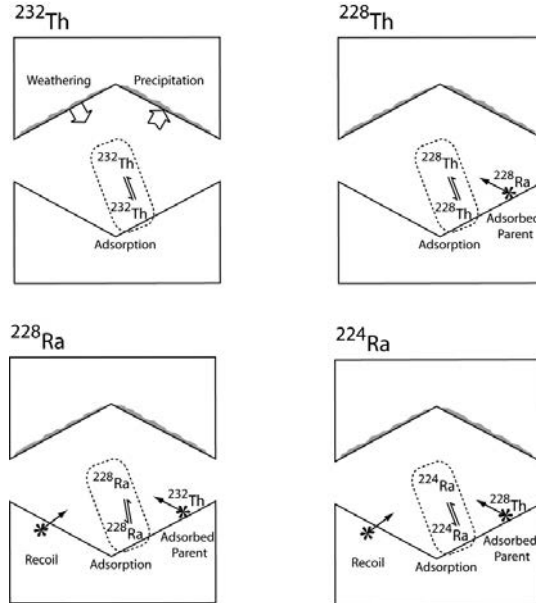 ²³²Th
Weathering Precipitation
²³²Th
²³²Th
Adsorption
²²⁸Th
²²⁸Th
²²⁸Ra
²²⁸Th
Adsorbed
Parent
Adsorption
²²⁸Ra
²²⁸Ra
²³²Th
²²⁸Ra
Adsorbed
Parent
Recoil
Adsorption
²²⁴Ra
²²⁴Ra
²²⁸Th
²²⁴Ra
Adsorbed
Parent
Recoil
Adsorption